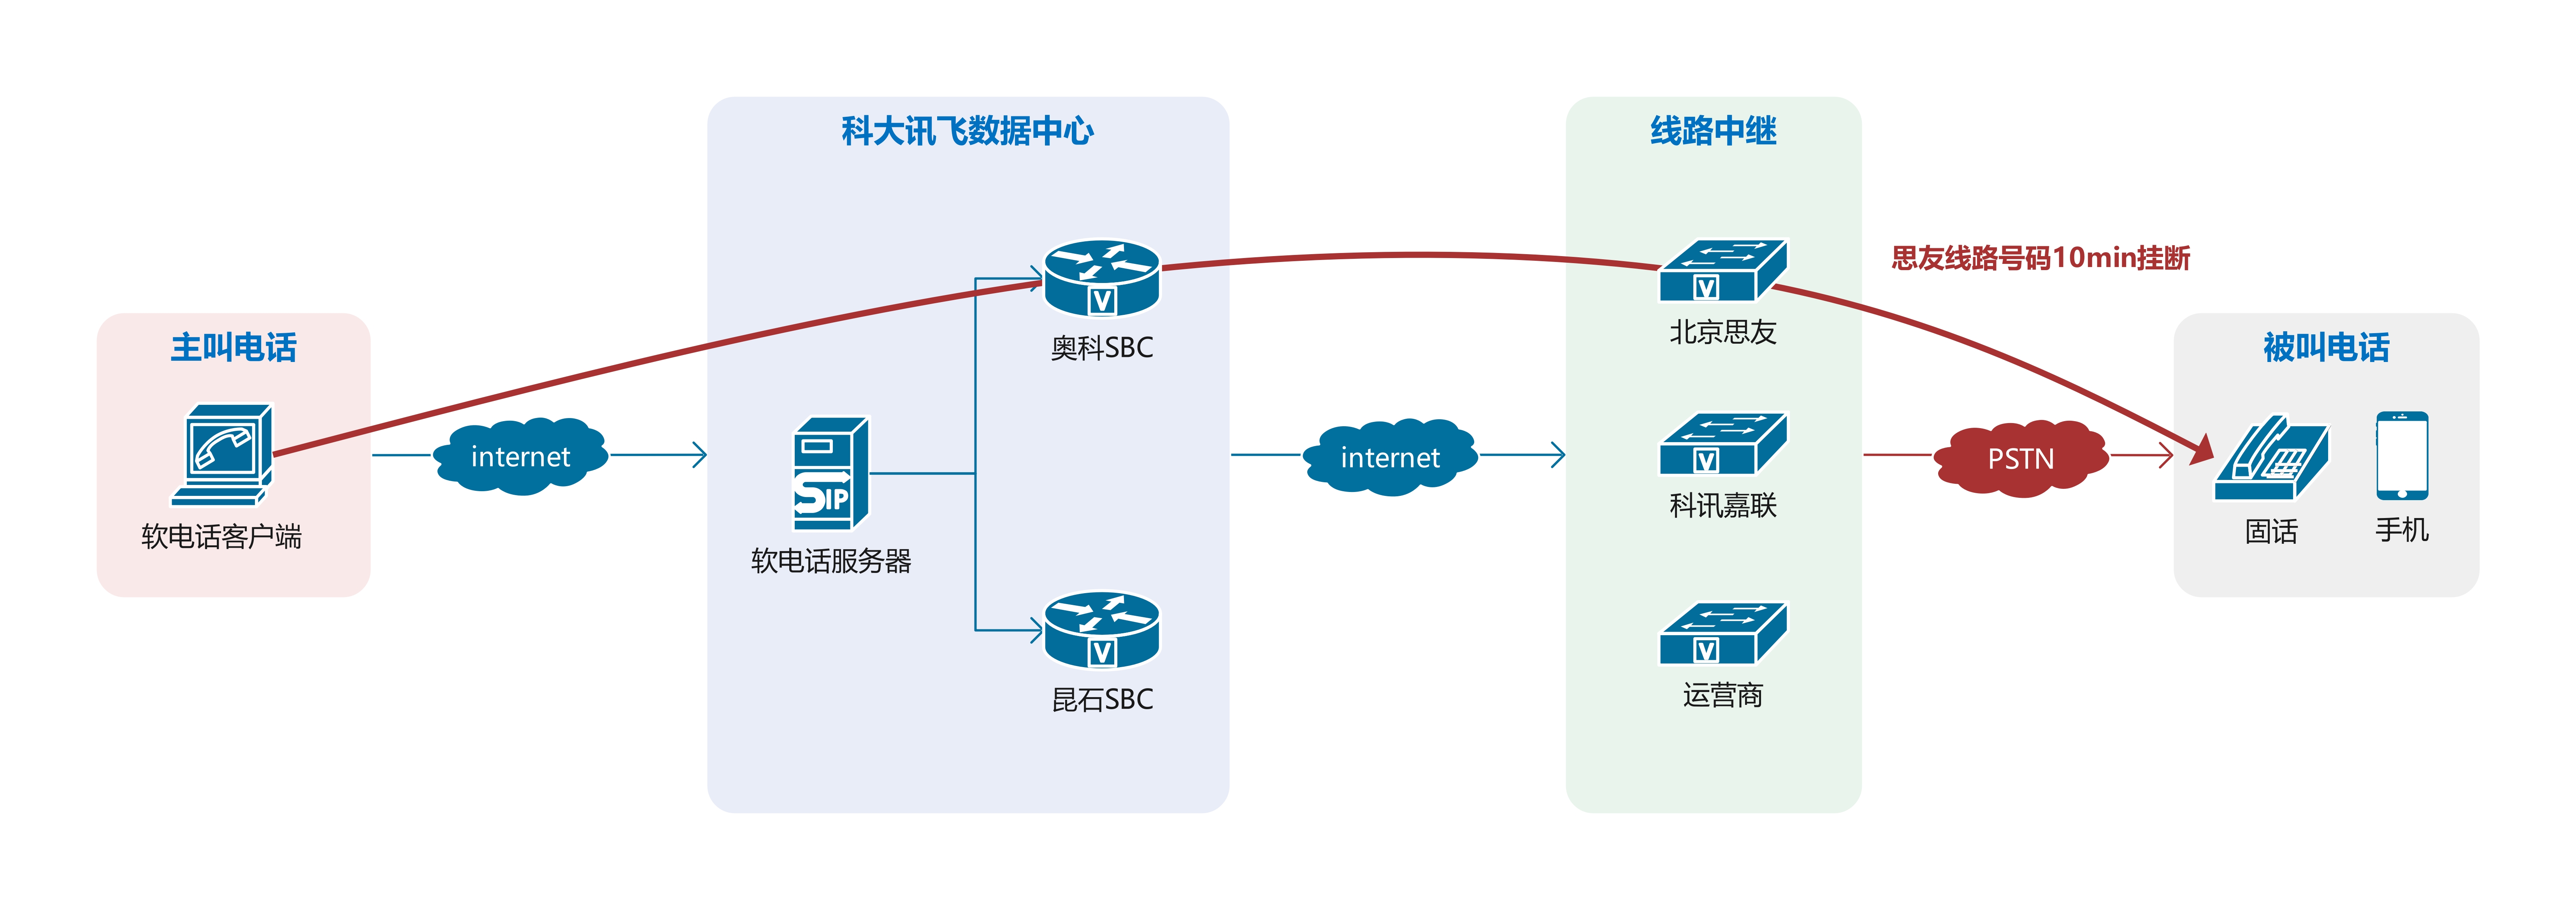 科大讯飞数据中心
线路中继
思友线路号码10min挂断
主叫电话
奥科SBC
北京思友
被叫电话
internet
internet
PSTN
SIP
软电话客户端
软电话服务器
科讯嘉联
固话
手机
昆石SBC
运营商
V
V
V
V
V